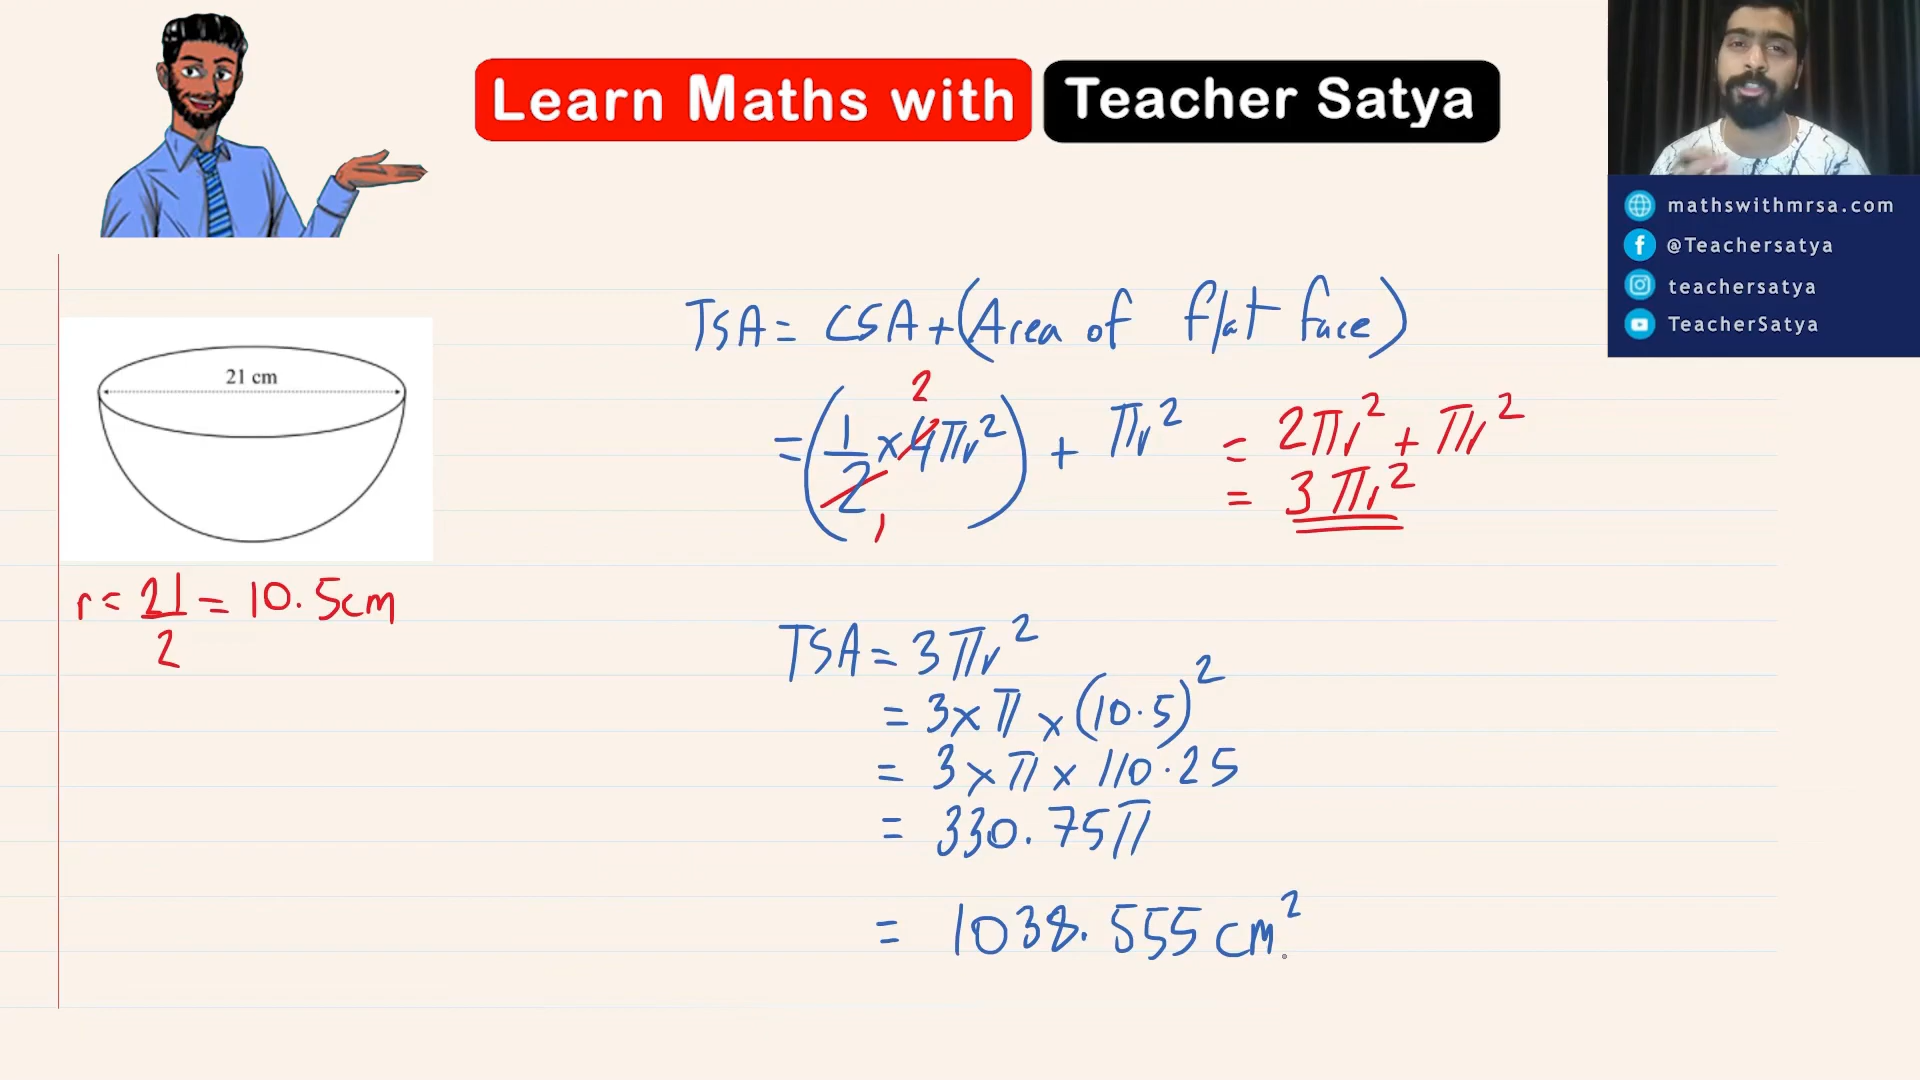 Learn Maths with Teacher Satya
mathswithmrsa.com
@Teachersatya
teachersatya
TeacherSatya
21 cm
r = 21/2 = 10.5cm
TSA = CSA + (Area of flat face)
= (1/2 × 4πr²) + πr² = 2πr² + πr²
2
1
= 3πr²
TSA = 3πr²
= 3 × π × (10.5)²
= 3 × π × 110.25
= 330.75π
= 1038.555 cm²